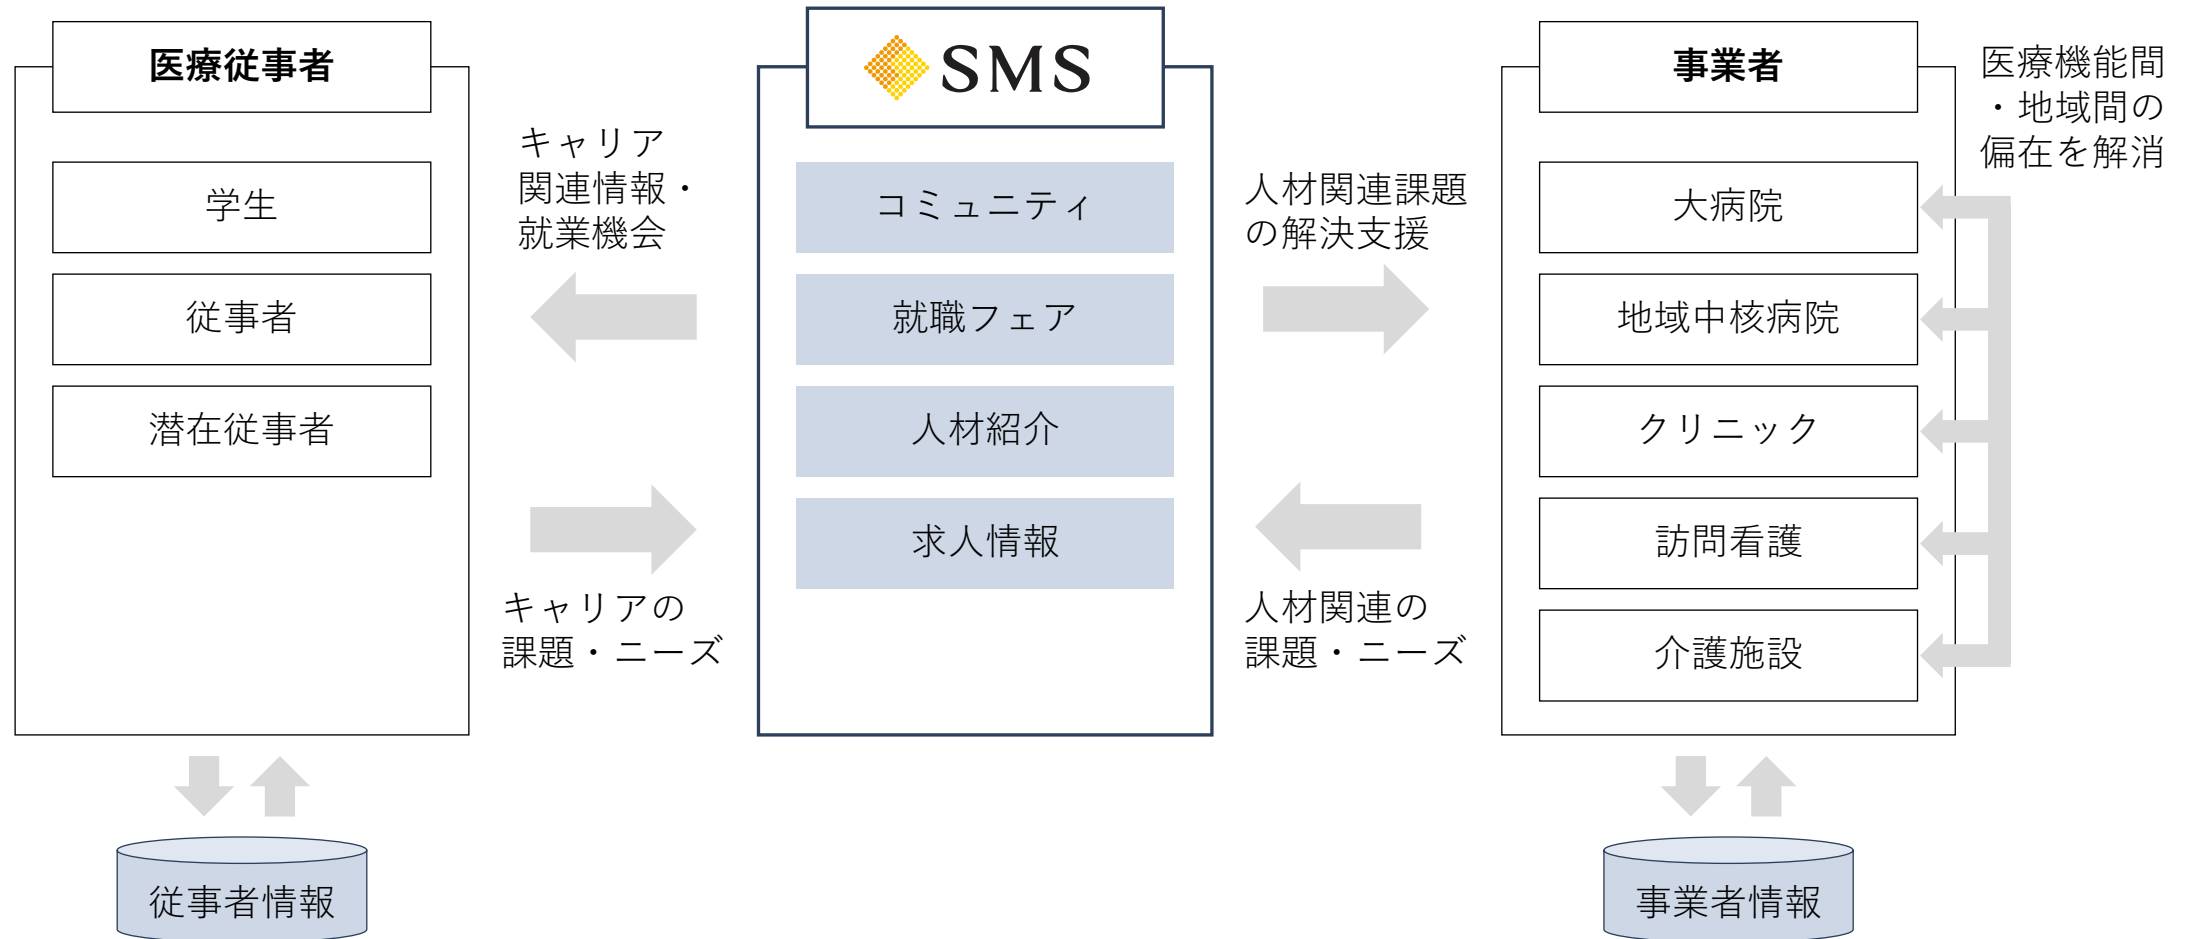 医療従事者
学生
従事者
潜在従事者
キャリア
関連情報・
就業機会
キャリアの
課題・ニーズ
従事者情報
SMS
コミュニティ
就職フェア
人材紹介
求人情報
人材関連課題
の解決支援
人材関連の
課題・ニーズ
事業者
大病院
地域中核病院
クリニック
訪問看護
介護施設
医療機能間
・地域間の
偏在を解消
事業者情報